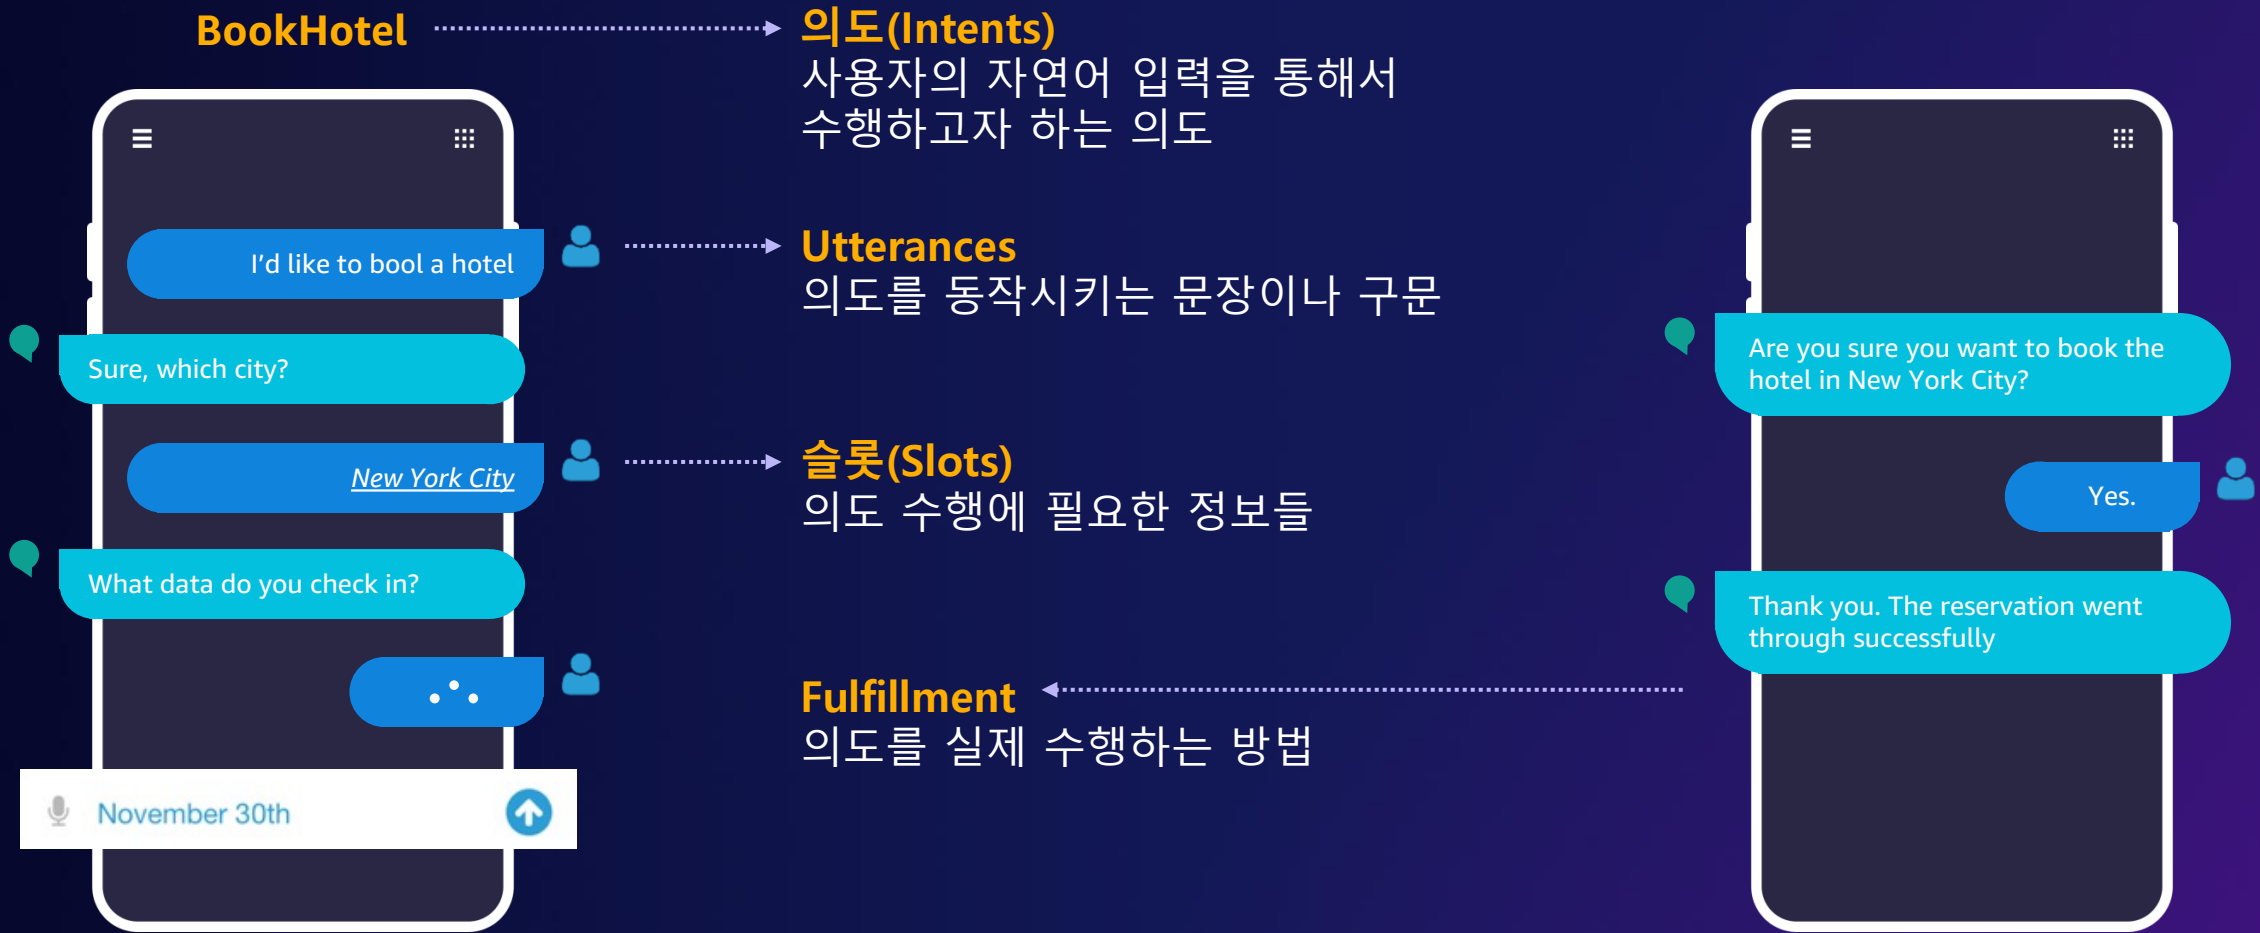 BookHotel
I'd like to bool a hotel
Sure, which city?
New York City
What data do you check in?
November 30th
의도(Intents)
사용자의 자연어 입력을 통해서
수행하고자 하는 의도
Utterances
의도를 동작시키는 문장이나 구문
슬롯(Slots)
의도 수행에 필요한 정보들
Fulfillment
의도를 실제 수행하는 방법
Are you sure you want to book the
hotel in New York City?
Yes.
Thank you. The reservation went
through successfully